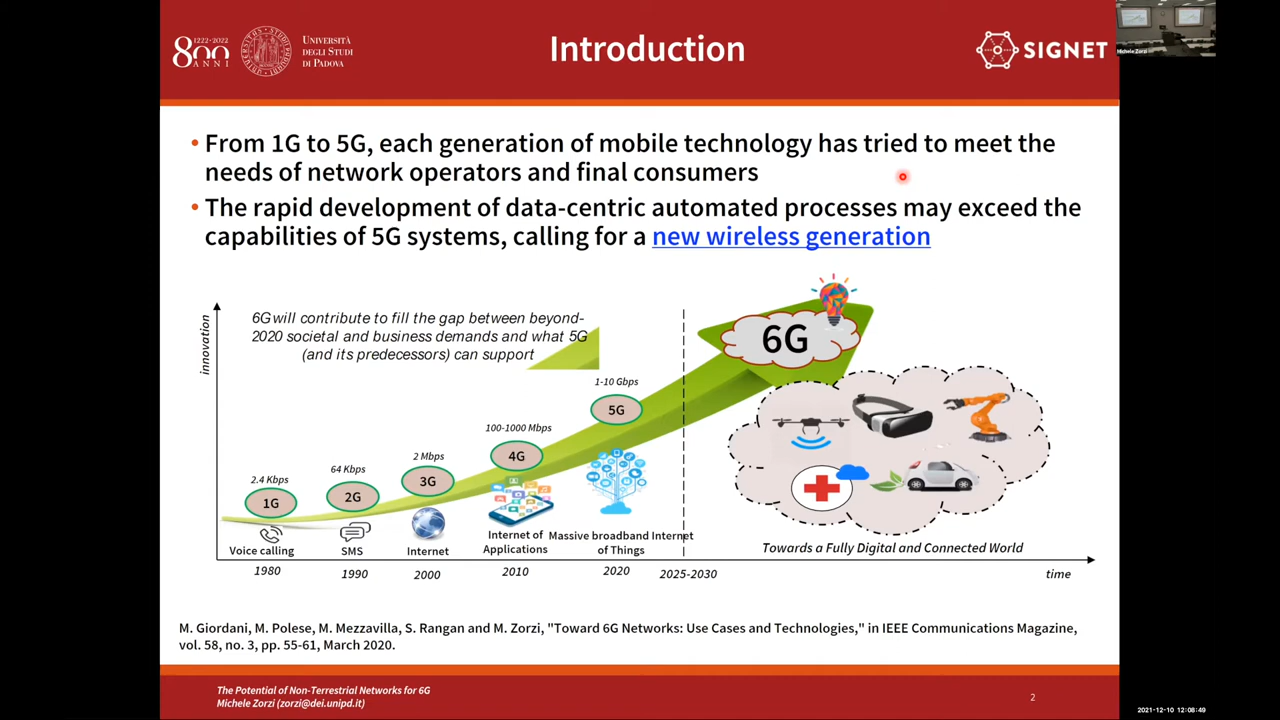 1222·2022
800
ANNI
UNIVERSITÀ
DEGLI STUDI
DI PADOVA
Introduction
SIGNET
Michele Zorzi
• From 1G to 5G, each generation of mobile technology has tried to meet the
needs of network operators and final consumers
• The rapid development of data-centric automated processes may exceed the
capabilities of 5G systems, calling for a new wireless generation
innovation
6G will contribute to fill the gap between beyond-
2020 societal and business demands and what 5G
(and its predecessors) can support
6G
1-10 Gbps
5G
100-1000 Mbps
4G
2 Mbps
3G
64 Kbps
2G
2.4 Kbps
1G
Voice calling
SMS
Internet
Internet of
Applications
Massive broadband Internet
of Things
Towards a Fully Digital and Connected World
1980
1990
2000
2010
2020
2025-2030
time
M. Giordani, M. Polese, M. Mezzavilla, S. Rangan and M. Zorzi, "Toward 6G Networks: Use Cases and Technologies," in IEEE Communications Magazine,
vol. 58, no. 3, pp. 55-61, March 2020.
The Potential of Non-Terrestrial Networks for 6G
Michele Zorzi (zorzi@dei.unipd.it)
2
2021-12-10 12:08:49